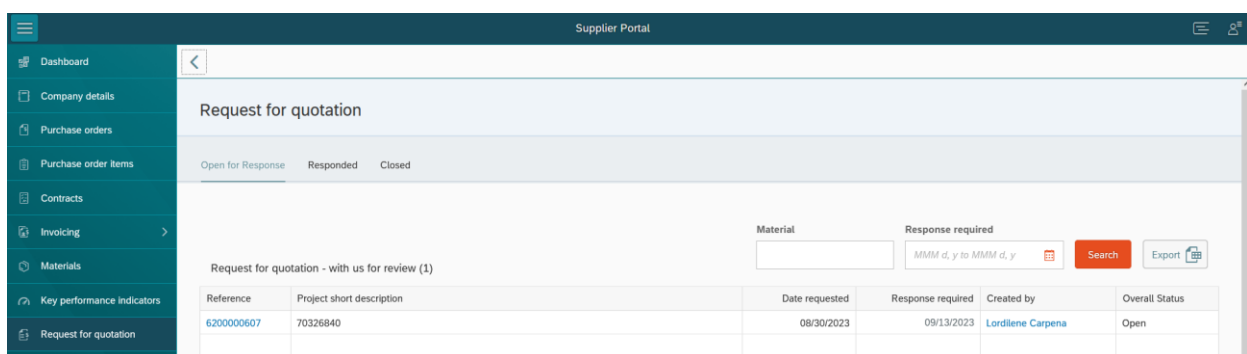 Supplier Portal
Dashboard
Company details
Purchase orders
Purchase order items
Contracts
Invoicing
Materials
Key performance indicators
Request for quotation
Request for quotation
Open for Response Responded Closed
Material Response required
MMM d, y to MMM d, y Search Export
Request for quotation - with us for review (1)
Reference Project short description Date requested Response required Created by Overall Status
6200000607 70326840 08/30/2023 09/13/2023 Lordilene Carpena Open